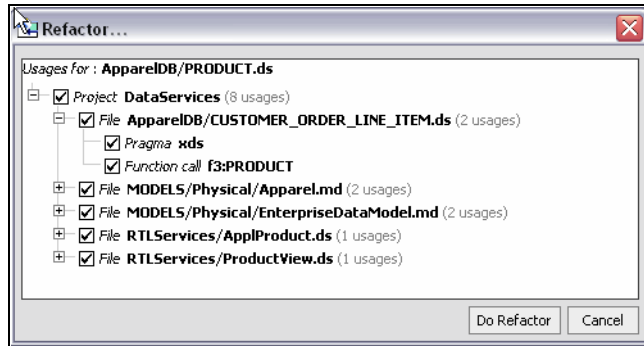 Refactor...
Usages for : ApparelDB/PRODUCT.ds
Project DataServices (8 usages)
File ApparelDB/CUSTOMER_ORDER_LINE_ITEM.ds (2 usages)
Pragma xds
Function call f3:PRODUCT
File MODELS/Physical/Apparel.md (2 usages)
File MODELS/Physical/EnterpriseDataModel.md (2 usages)
File RTLServices/ApplProduct.ds (1 usages)
File RTLServices/ProductView.ds (1 usages)
Do Refactor Cancel